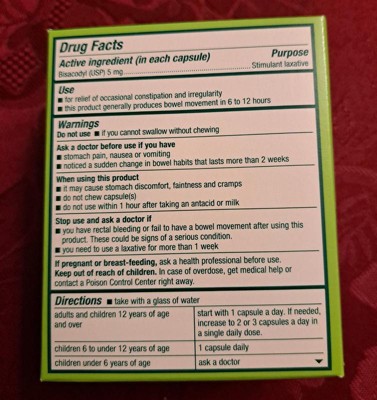 Drug Facts
Active ingredient (in each capsule) Purpose
Bisacodyl (USP) 5 mg........................................Stimulant laxative
Use
■ for relief of occasional constipation and irregularity
■ this product generally produces bowel movement in 6 to 12 hours
Warnings
Do not use ■ if you cannot swallow without chewing
Ask a doctor before use if you have
■ stomach pain, nausea or vomiting
■ noticed a sudden change in bowel habits that lasts more than 2 weeks
When using this product
■ it may cause stomach discomfort, faintness and cramps
■ do not chew capsule(s)
■ do not use within 1 hour after taking an antacid or milk
Stop use and ask a doctor if
■ you have rectal bleeding or fail to have a bowel movement after using this
product. These could be signs of a serious condition.
■ you need to use a laxative for more than 1 week
If pregnant or breast-feeding, ask a health professional before use.
Keep out of reach of children. In case of overdose, get medical help or
contact a Poison Control Center right away.
Directions ■ take with a glass of water
adults and children 12 years of age
and over
start with 1 capsule a day. If needed,
increase to 2 or 3 capsules a day in
a single daily dose.
children 6 to under 12 years of age
1 capsule daily
children under 6 years of age
ask a doctor